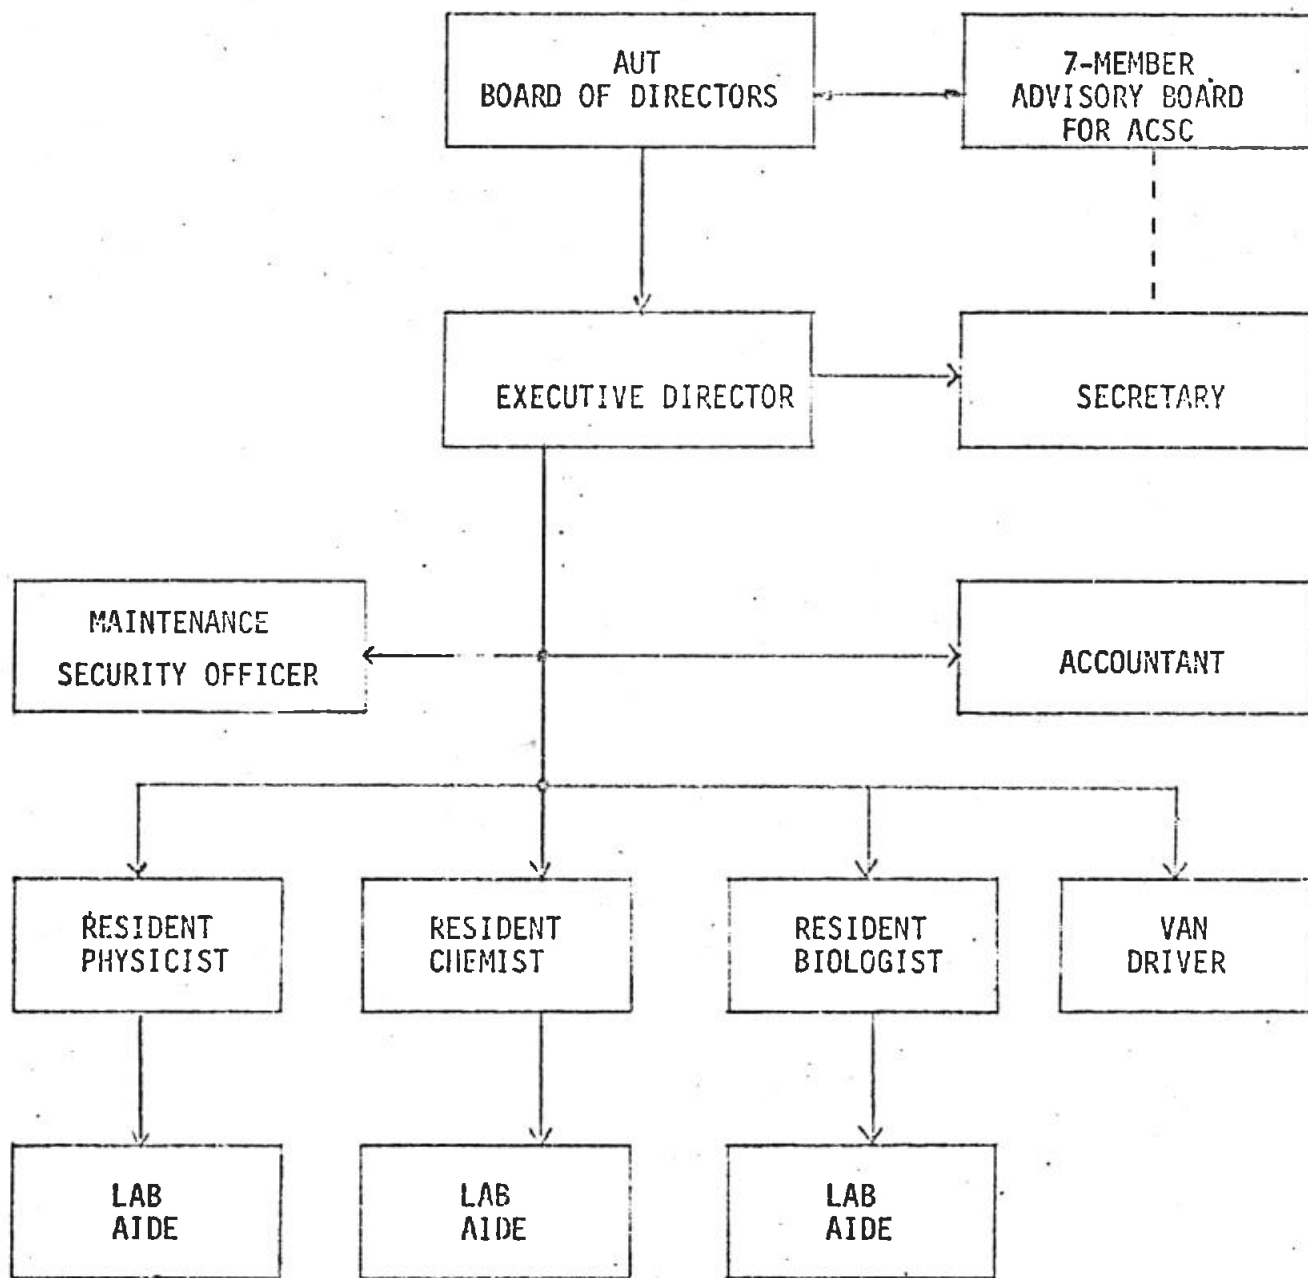 AUT
BOARD OF DIRECTORS
7-MEMBER
ADVISORY BOARD
FOR ACSC
EXECUTIVE DIRECTOR
SECRETARY
MAINTENANCE
SECURITY OFFICER
ACCOUNTANT
RESIDENT
PHYSICIST
RESIDENT
CHEMIST
RESIDENT
BIOLOGIST
VAN
DRIVER
LAB
AIDE
LAB
AIDE
LAB
AIDE